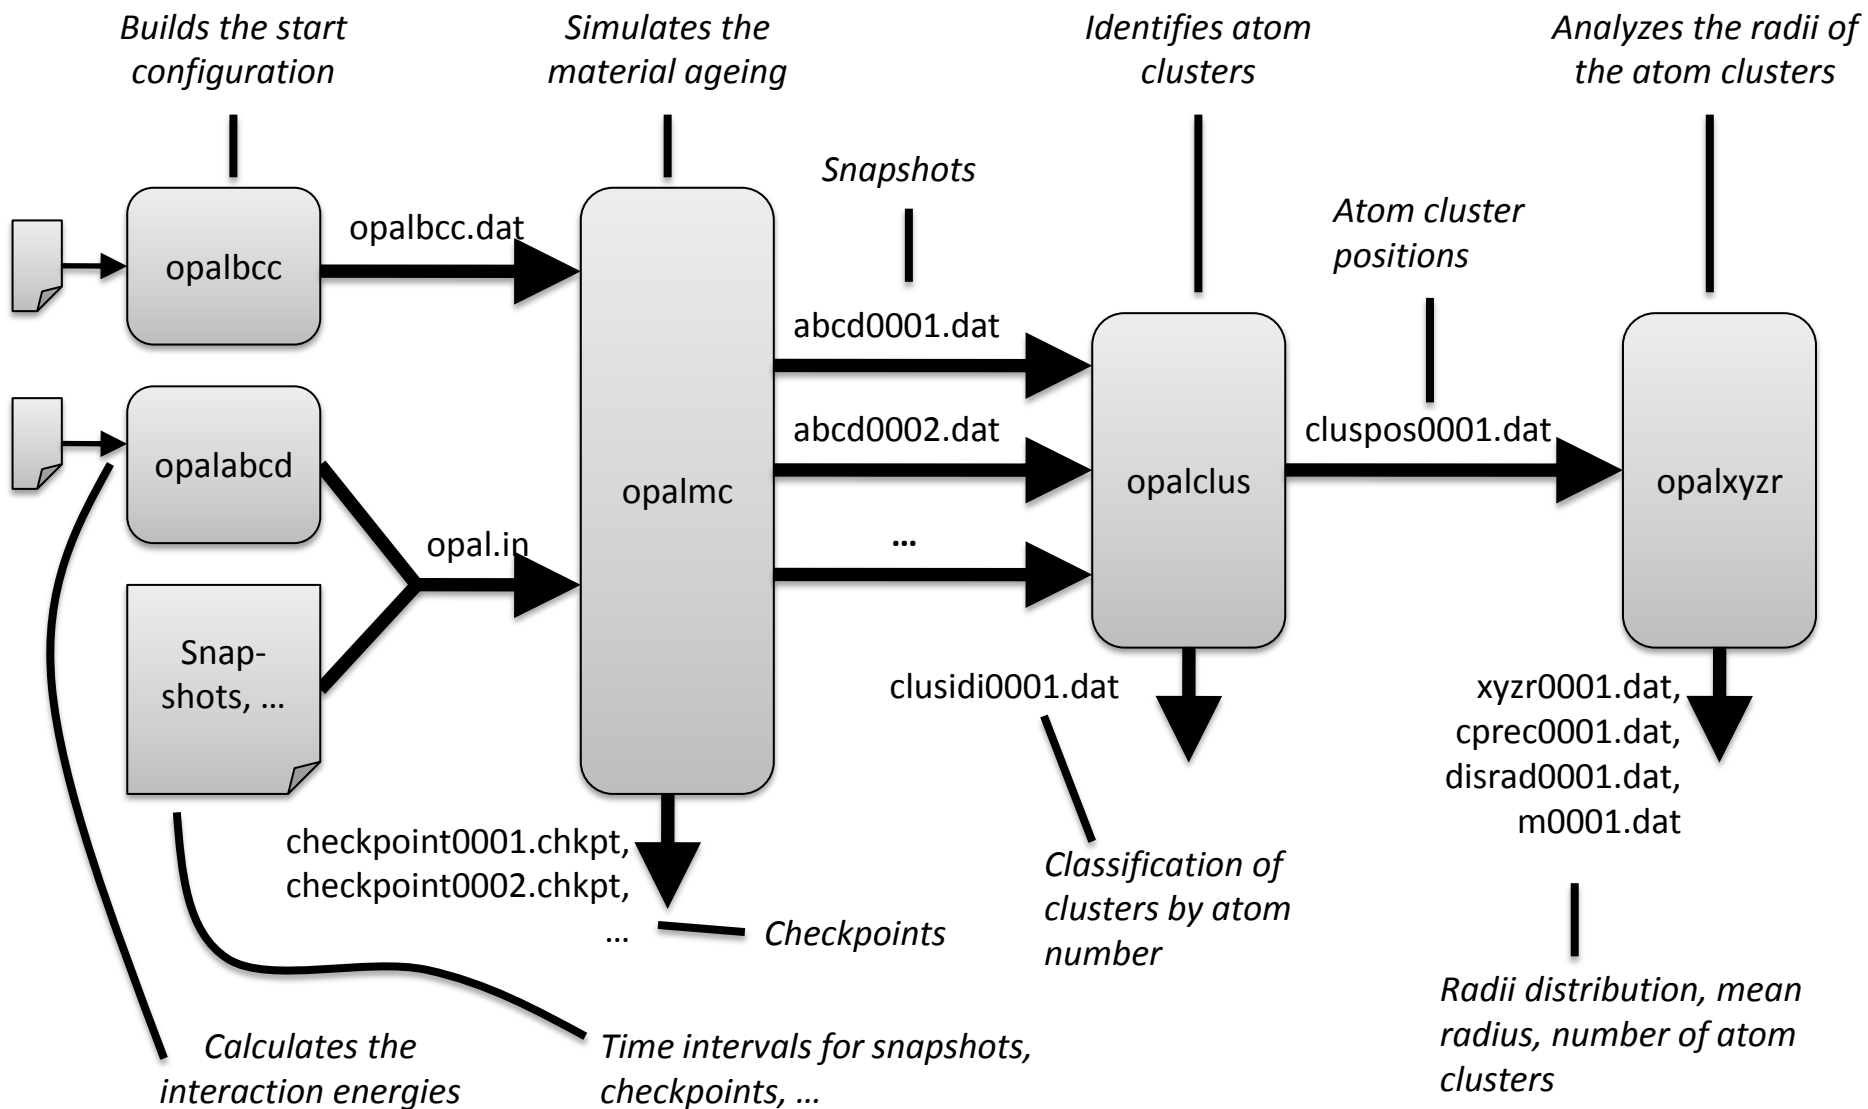 Builds the start
configuration
Simulates the
material ageing
Identifies atom
clusters
Analyzes the radii of
the atom clusters
Snapshots
Atom cluster
positions
opalbcc
opalbcc.dat
abcd0001.dat
abcd0002.dat
…
opalabcd
opal.in
opalmc
opalclus
cluspos0001.dat
opalxyzr
Snap-
shots, …
clusidi0001.dat
xyzr0001.dat,
cprec0001.dat,
disrad0001.dat,
m0001.dat
checkpoint0001.chkpt,
checkpoint0002.chkpt,
…
Checkpoints
Classification of
clusters by atom
number
Radii distribution, mean
radius, number of atom
clusters
Calculates the
interaction energies
Time intervals for snapshots,
checkpoints, …